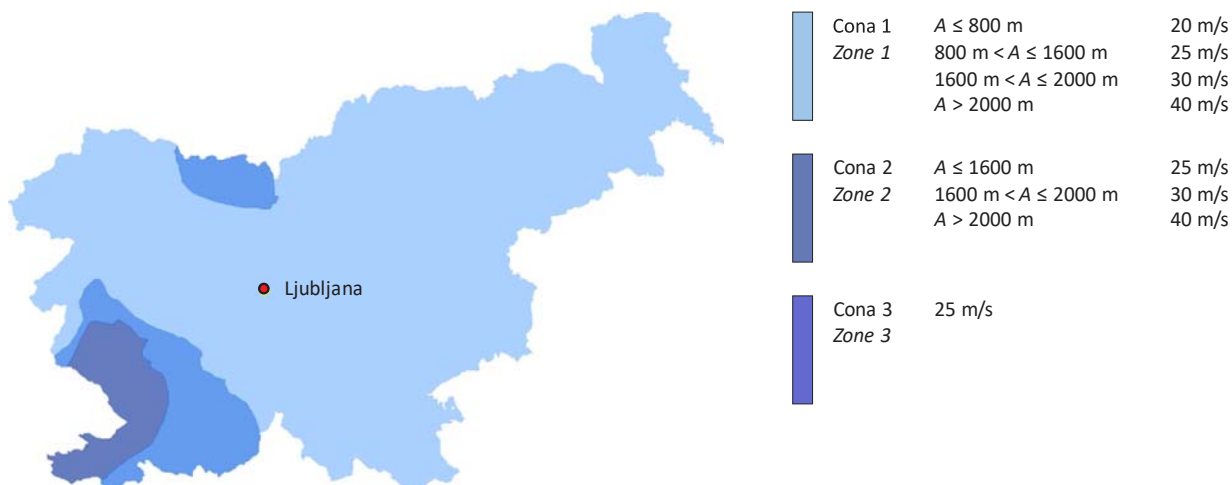 Ljubljana
Cona 1 A ≤ 800 m 20 m/s
Zone 1 800 m < A ≤ 1600 m 25 m/s
1600 m < A ≤ 2000 m 30 m/s
A > 2000 m 40 m/s
Cona 2 A ≤ 1600 m 25 m/s
Zone 2 1600 m < A ≤ 2000 m 30 m/s
A > 2000 m 40 m/s
Cona 3 25 m/s
Zone 3